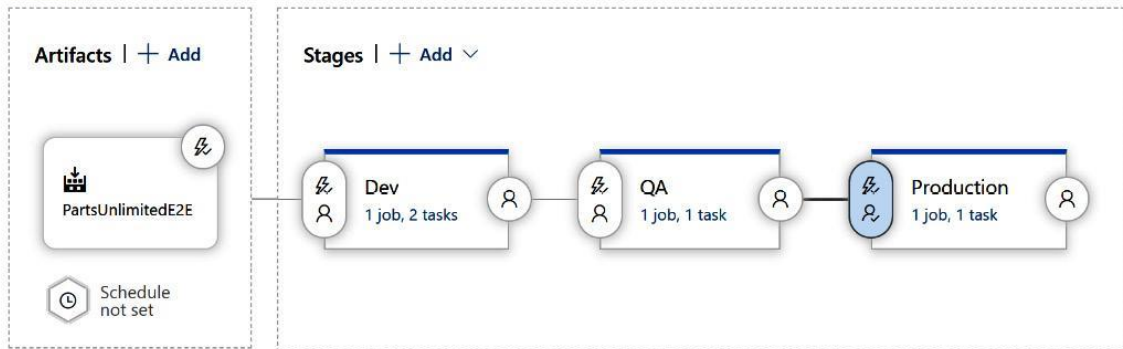 Artifacts | + Add
Stages | + Add
PartsUnlimitedE2E
Schedule
not set
Dev
1 job, 2 tasks
QA
1 job, 1 task
Production
1 job, 1 task